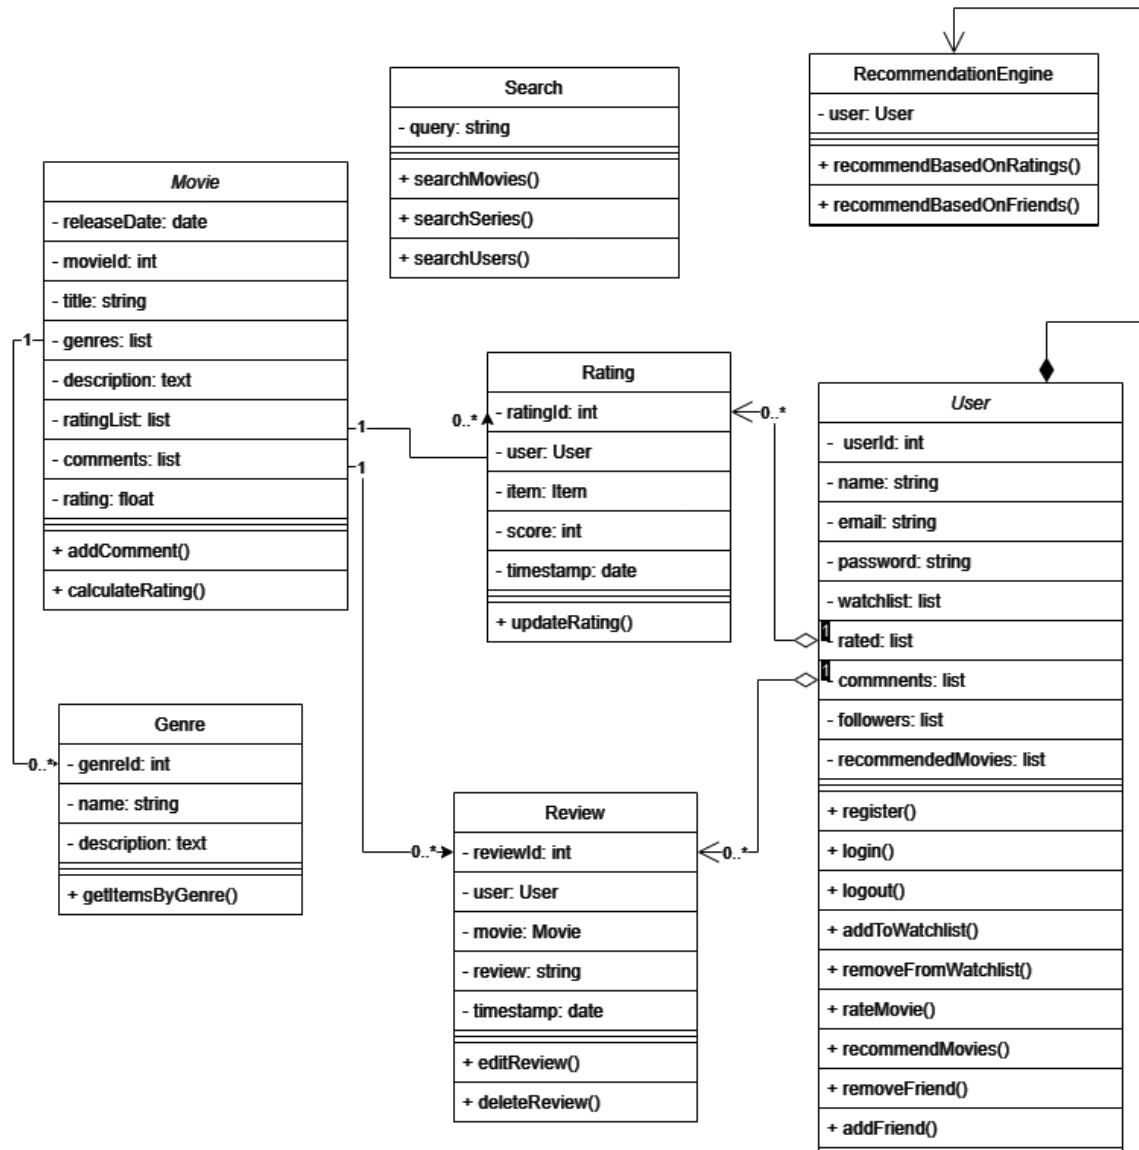 Search
- query: string
+ searchMovies()
+ searchSeries()
+ searchUsers()
RecommendationEngine
- user: User
+ recommendBasedOnRatings()
+ recommendBasedOnFriends()
Movie
- releaseDate: date
- movieId: int
- title: string
- genres: list
- description: text
- ratingList: list
- comments: list
- rating: float
+ addComment()
+ calculateRating()
1
1
1
Rating
- ratingId: int
- user: User
- item: Item
- score: int
- timestamp: date
+ updateRating()
0..*
0..*
User
- userId: int
- name: string
- email: string
- password: string
- watchlist: list
- rated: list
- commnents: list
- followers: list
- recommendedMovies: list
+ register()
+ login()
+ logout()
+ addToWatchlist()
+ removeFromWatchlist()
+ rateMovie()
+ recommendMovies()
+ removeFriend()
+ addFriend()
1
1
Genre
- genreId: int
- name: string
- description: text
+ getItemsByGenre()
0..*
Review
- reviewId: int
- user: User
- movie: Movie
- review: string
- timestamp: date
+ editReview()
+ deleteReview()
0..*
0..*